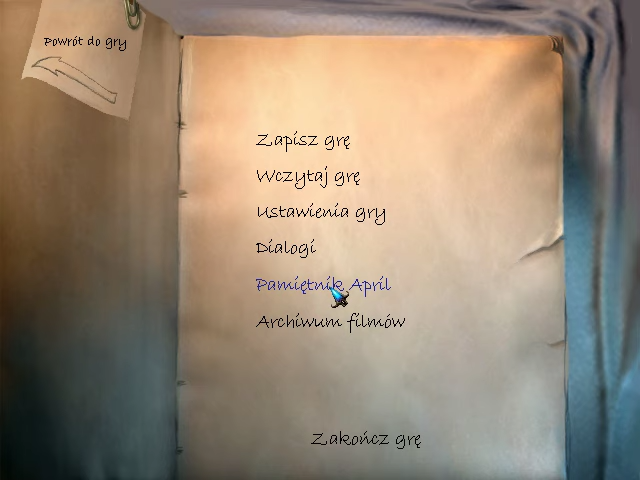 Powrót do gry
Zapisz grę
Wczytaj grę
Ustawienia gry
Dialogi
Pamiętnik April
Archiwum filmów
Zakończ grę